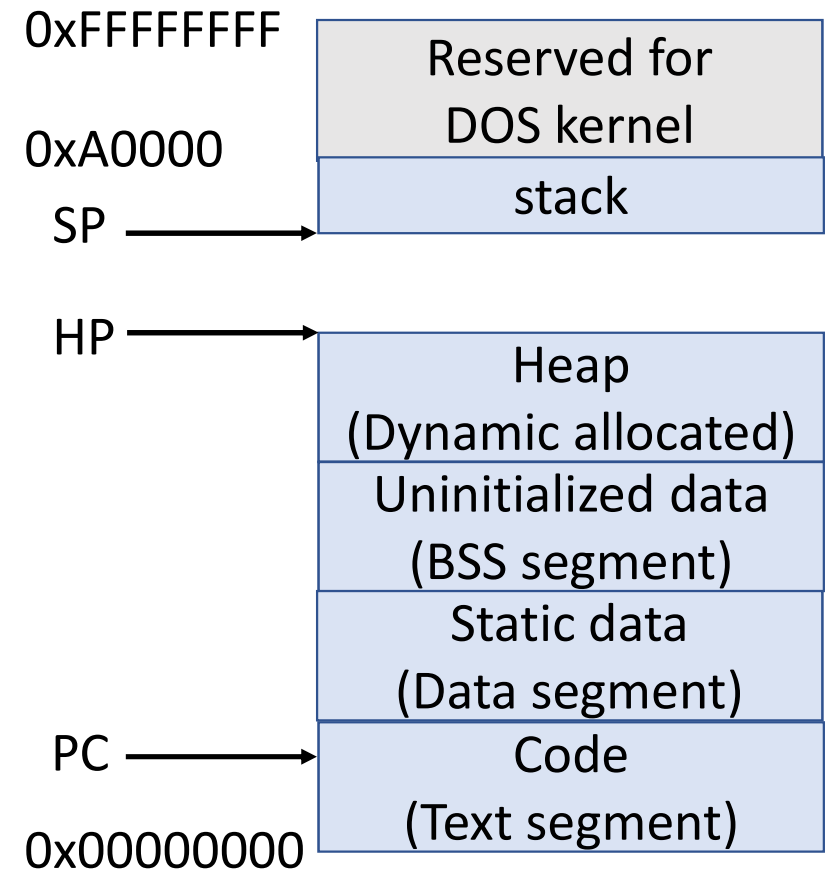 0xFFFFFFFF
Reserved for
DOS kernel
0xA0000
stack
SP
HP
Heap
(Dynamic allocated)
Uninitialized data
(BSS segment)
Static data
(Data segment)
PC
Code
(Text segment)
0x00000000